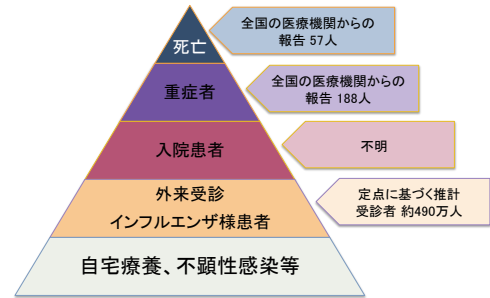 死亡
全国の医療機関からの
報告 57人
重症者
全国の医療機関からの
報告 188人
入院患者
不明
外来受診
インフルエンザ様患者
定点に基づく推計
受診者 約490万人
自宅療養、不顕性感染等